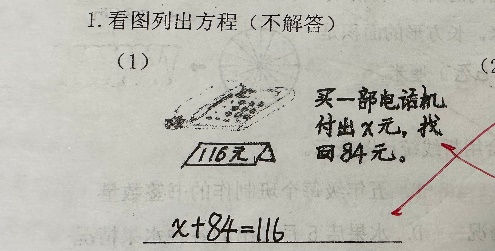 1. 看图列出方程（不解答）
（1）
买一部电话机
付出x元，找
116元
回84元。
x+84=116